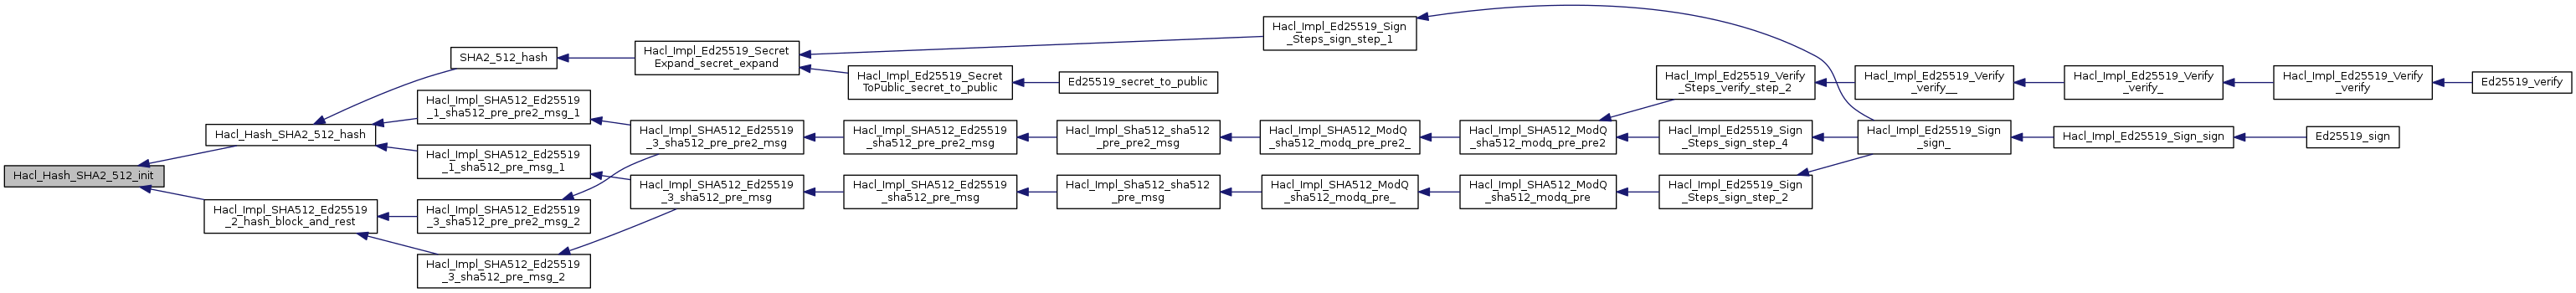 Hacl_Hash_SHA2_512_init
Hacl_Hash_SHA2_512_hash
Hacl_Impl_SHA512_Ed25519
_2_hash_block_and_rest
SHA2_512_hash
Hacl_Impl_SHA512_Ed25519
_1_sha512_pre_pre2_msg_1
Hacl_Impl_SHA512_Ed25519
_1_sha512_pre_msg_1
Hacl_Impl_SHA512_Ed25519
_3_sha512_pre_pre2_msg_2
Hacl_Impl_SHA512_Ed25519
_3_sha512_pre_msg_2
Hacl_Impl_Ed25519_Secret
Expand_secret_expand
Hacl_Impl_SHA512_Ed25519
_3_sha512_pre_pre2_msg
Hacl_Impl_SHA512_Ed25519
_3_sha512_pre_msg
Hacl_Impl_Ed25519_Secret
ToPublic_secret_to_public
Hacl_Impl_SHA512_Ed25519
_sha512_pre_pre2_msg
Hacl_Impl_SHA512_Ed25519
_sha512_pre_msg
Ed25519_secret_to_public
Hacl_Impl_Sha512_sha512
_pre_pre2_msg
Hacl_Impl_Sha512_sha512
_pre_msg
Hacl_Impl_Ed25519_Sign
_Steps_sign_step_1
Hacl_Impl_SHA512_ModQ
_sha512_modq_pre_pre2_
Hacl_Impl_SHA512_ModQ
_sha512_modq_pre_
Hacl_Impl_SHA512_ModQ
_sha512_modq_pre_pre2
Hacl_Impl_SHA512_ModQ
_sha512_modq_pre
Hacl_Impl_Ed25519_Verify
_Steps_verify_step_2
Hacl_Impl_Ed25519_Sign
_Steps_sign_step_4
Hacl_Impl_Ed25519_Sign
_Steps_sign_step_2
Hacl_Impl_Ed25519_Verify
_verify__
Hacl_Impl_Ed25519_Sign
_sign_
Hacl_Impl_Ed25519_Verify
_verify_
Hacl_Impl_Ed25519_Sign_sign
Hacl_Impl_Ed25519_Verify
_verify
Ed25519_sign
Ed25519_verify